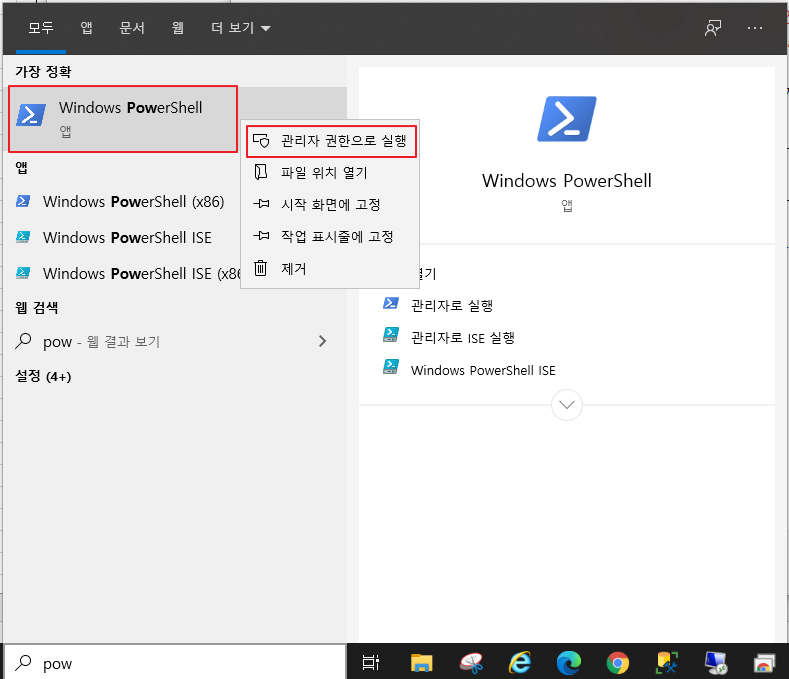 모두 앱 문서 웹 더 보기
가장 정확
Windows PowerShell
앱
앱
Windows PowerShell (x86)
Windows PowerShell ISE
Windows PowerShell ISE (x86
웹 검색
pow - 웹 결과 보기
설정 (4+)
관리자 권한으로 실행
파일 위치 열기
시작 화면에 고정
작업 표시줄에 고정
제거
Windows PowerShell
앱
열기
관리자로 실행
관리자로 ISE 실행
Windows PowerShell ISE
pow